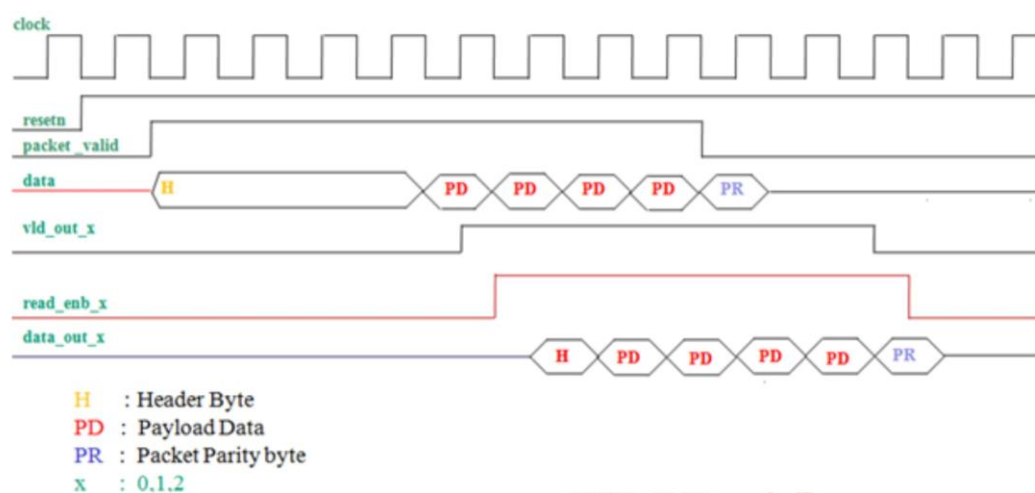 clock
resetn
packet _valid
data H PD PD PD PD PR
vld_out_x
read_enb_x
data_out_x H PD PD PD PD PR
H : Header Byte
PD : Payload Data
PR : Packet Parity byte
x : 0,1,2